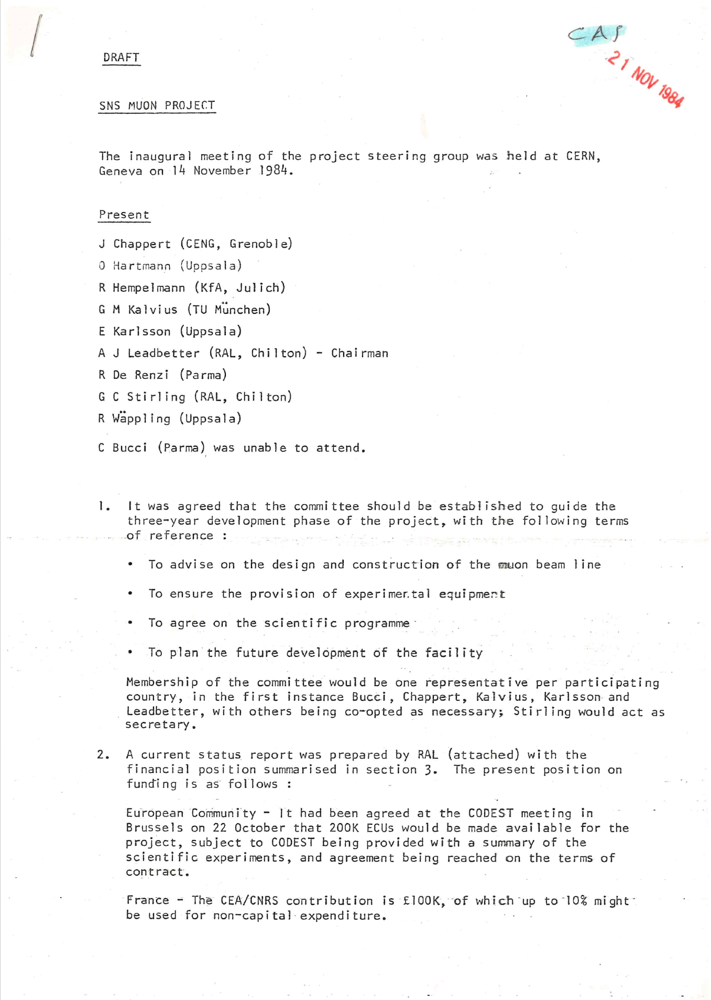 CAS
21 NOV 1984
DRAFT
SNS MUON PROJECT
The inaugural meeting of the project steering group was held at CERN,
Geneva on 14 November 1984.
Present
J Chappert (CENG, Grenoble)
O Hartmann (Uppsala)
R Hempelmann (KfA, Julich)
G M Kalvius (TU München)
E Karlsson (Uppsala)
A J Leadbetter (RAL, Chilton) - Chairman
R De Renzi (Parma)
G C Stirling (RAL, Chilton)
R Wäppling (Uppsala)
C Bucci (Parma) was unable to attend.
1. It was agreed that the committee should be established to guide the
three-year development phase of the project, with the following terms
of reference :
• To advise on the design and construction of the muon beam line
• To ensure the provision of experimental equipment
• To agree on the scientific programme
• To plan the future development of the facility
Membership of the committee would be one representative per participating
country, in the first instance Bucci, Chappert, Kalvius, Karlsson and
Leadbetter, with others being co-opted as necessary; Stirling would act as
secretary.
2. A current status report was prepared by RAL (attached) with the
financial position summarised in section 3. The present position on
funding is as follows :
European Community - It had been agreed at the CODEST meeting in
Brussels on 22 October that 200K ECUs would be made available for the
project, subject to CODEST being provided with a summary of the
scientific experiments, and agreement being reached on the terms of
contract.
France - The CEA/CNRS contribution is £100K, of which up to 10% might
be used for non-capital expenditure.